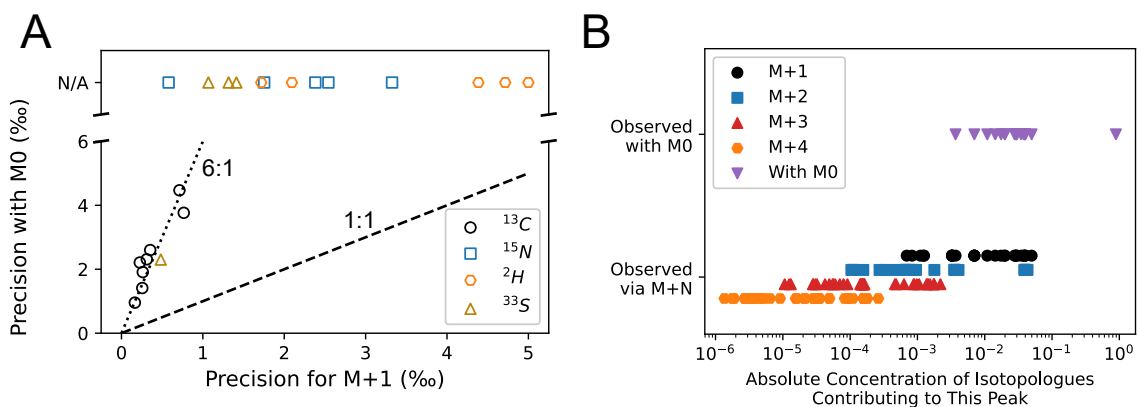 A
Precision with M0 (‰)
N/A
6
4
2
0
6:1
1:1
13C
15N
2H
33S
0 1 2 3 4 5
Precision for M+1 (‰)
B
M+1
M+2
M+3
M+4
With M0
Observed
with M0
Observed
via M+N
10−6 10−5 10−4 10−3 10−2 10−1 100
Absolute Concentration of Isotopologues
Contributing to This Peak